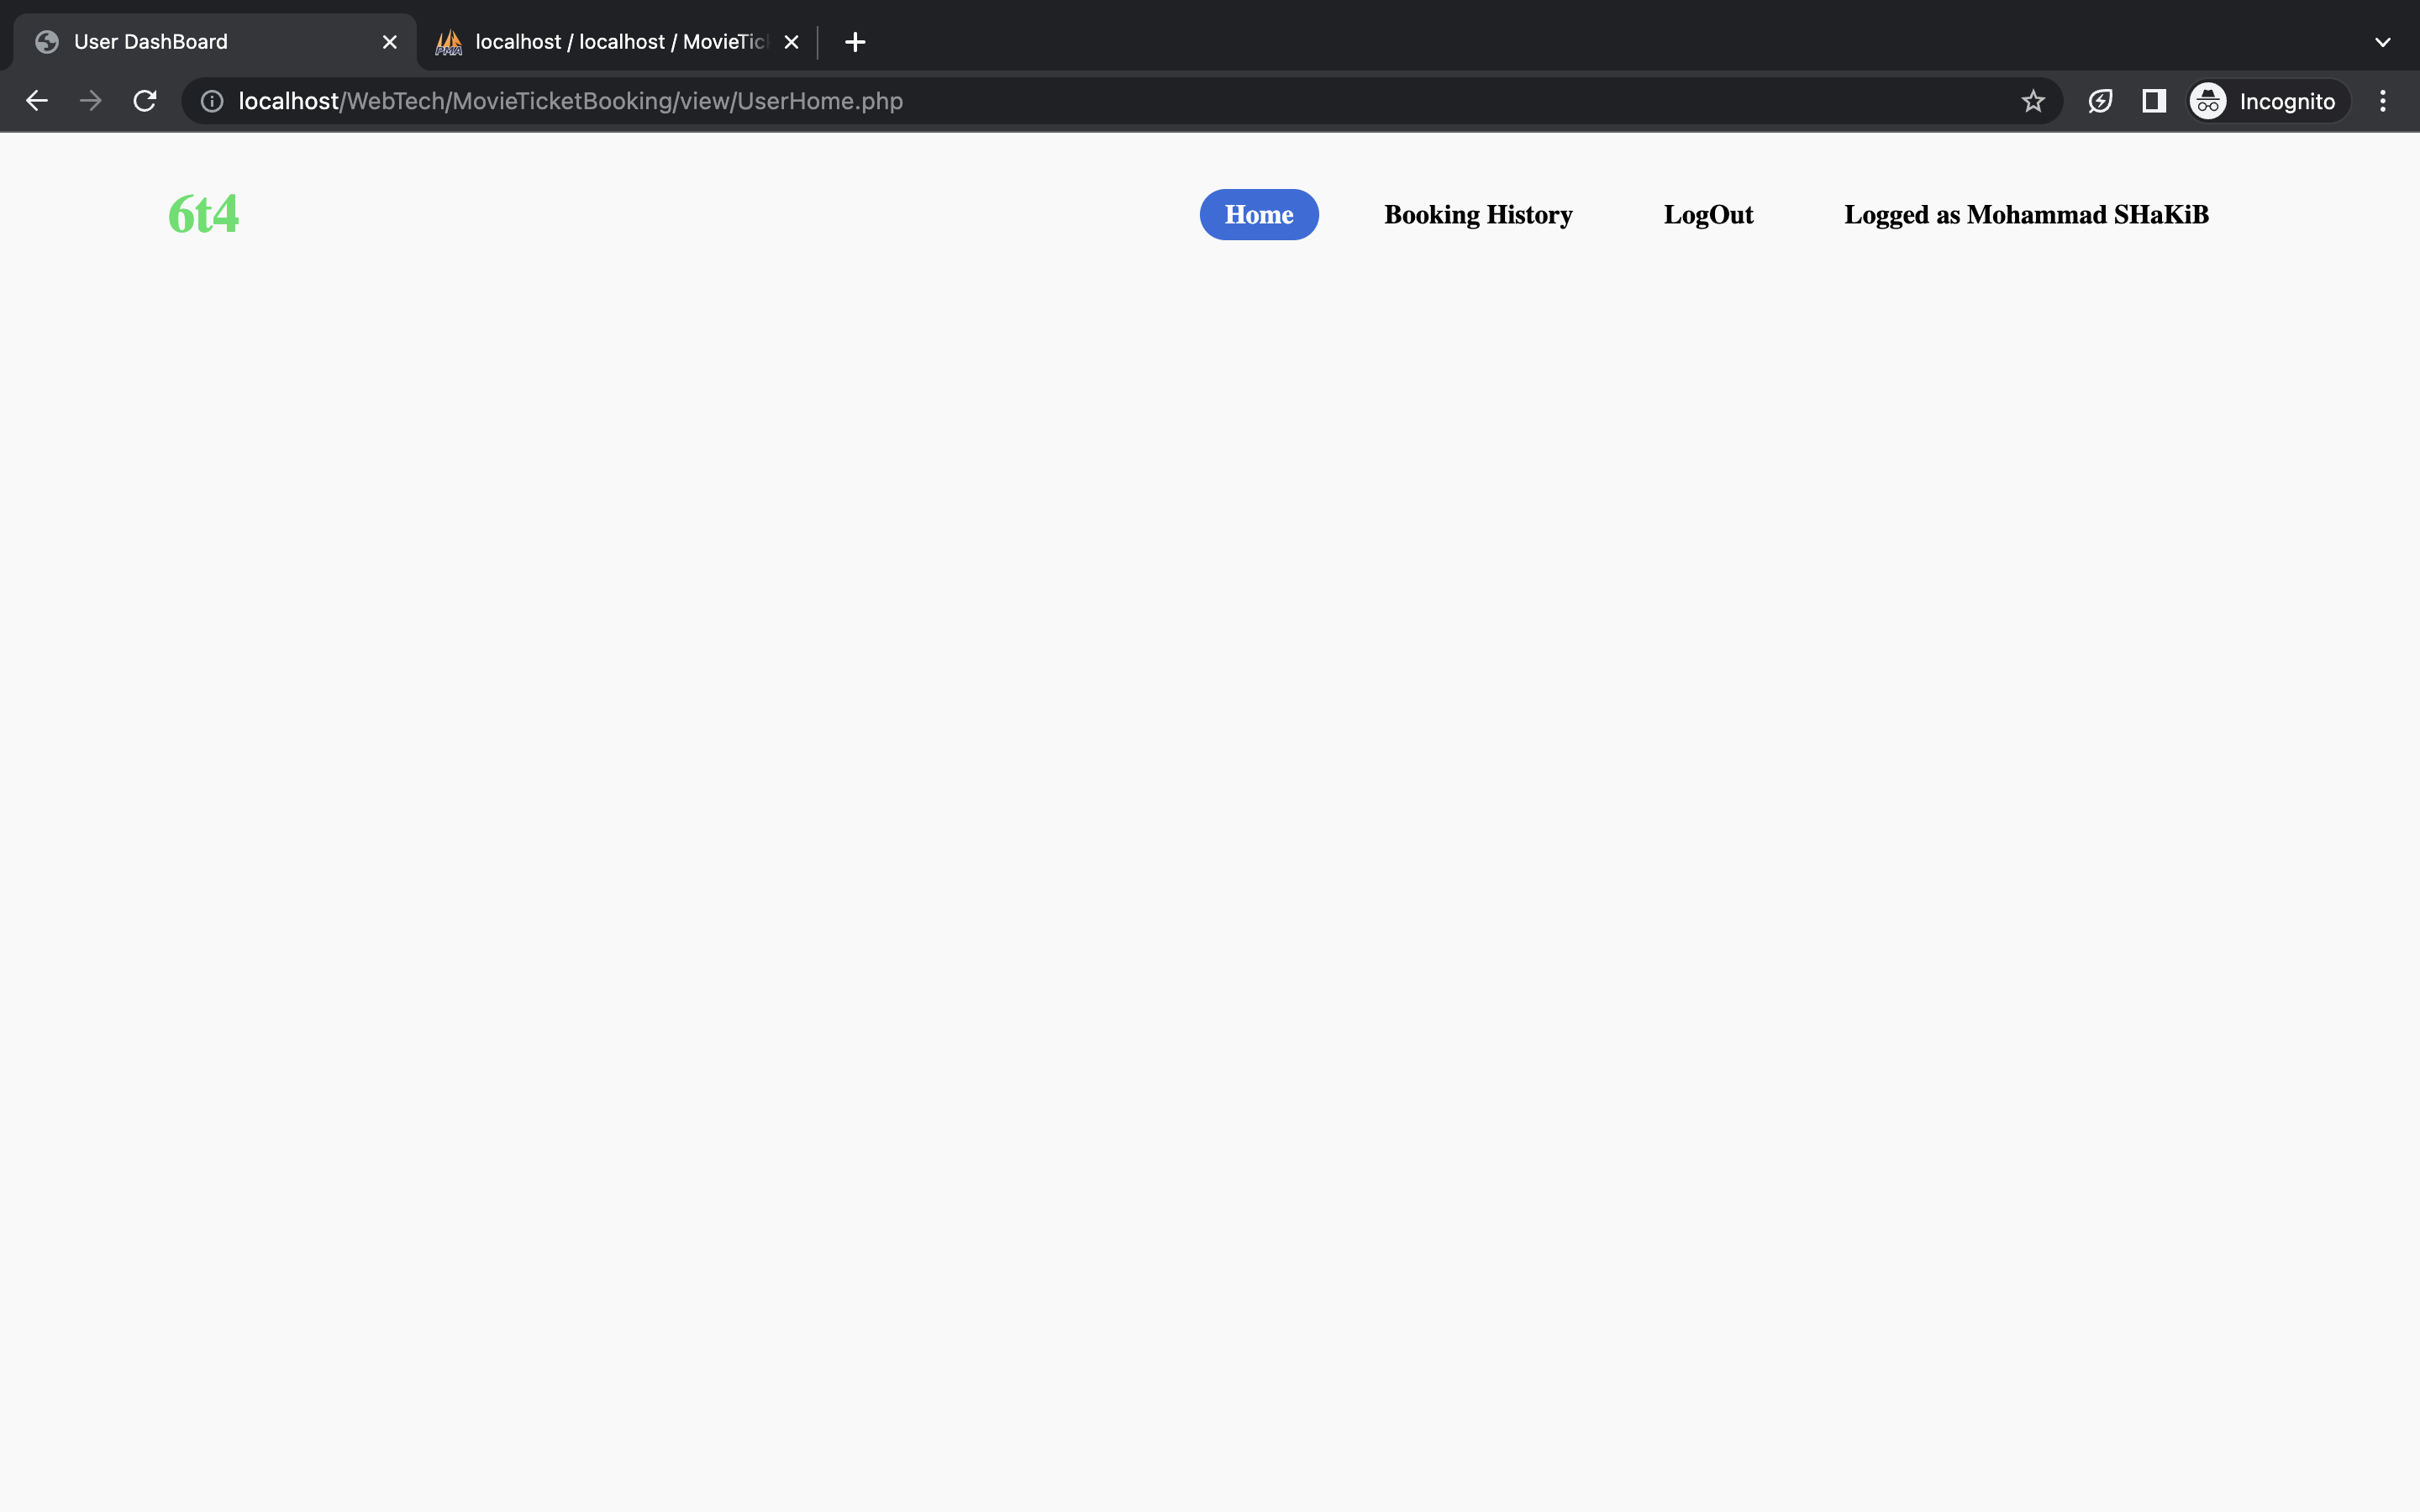 User DashBoard
localhost / localhost / MovieTic
localhost/WebTech/MovieTicketBooking/view/UserHome.php
Incognito
6t4
Home
Booking History
LogOut
Logged as Mohammad SHaKiB